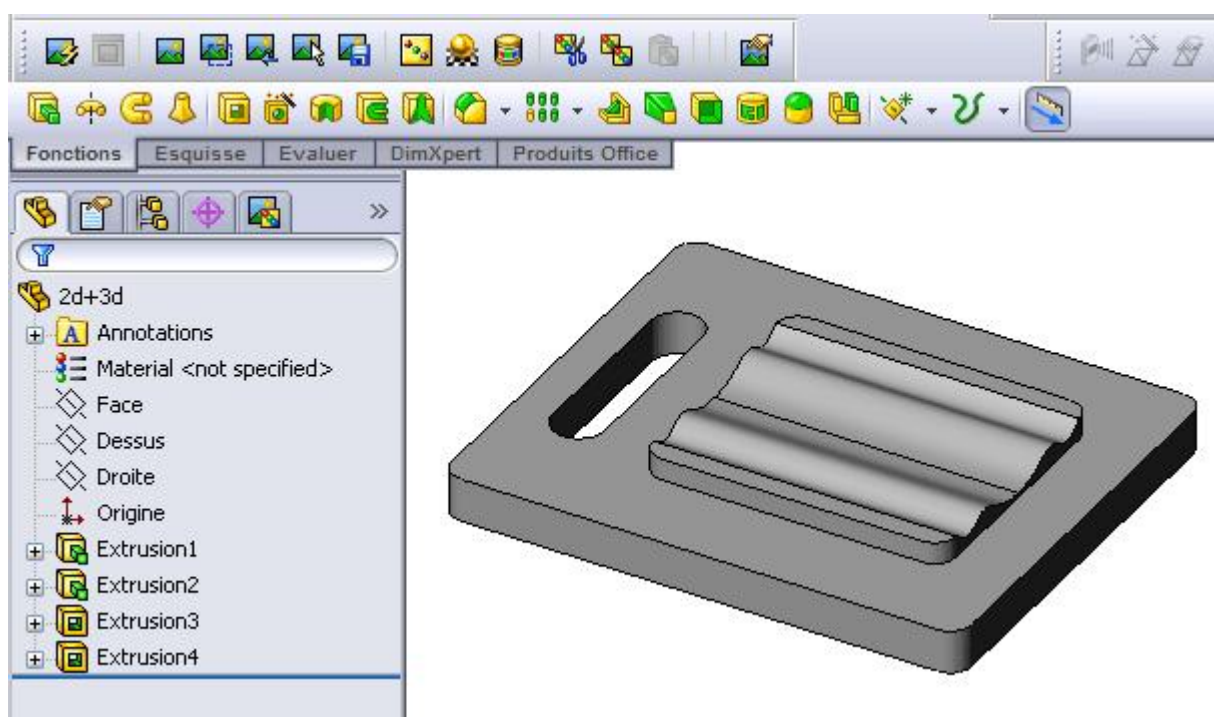 Fonctions Esquisse Evaluer DimXpert Produits Office
»
2d+3d
A Annotations
Material <not specified>
Face
Dessus
Droite
Origine
Extrusion1
Extrusion2
Extrusion3
Extrusion4